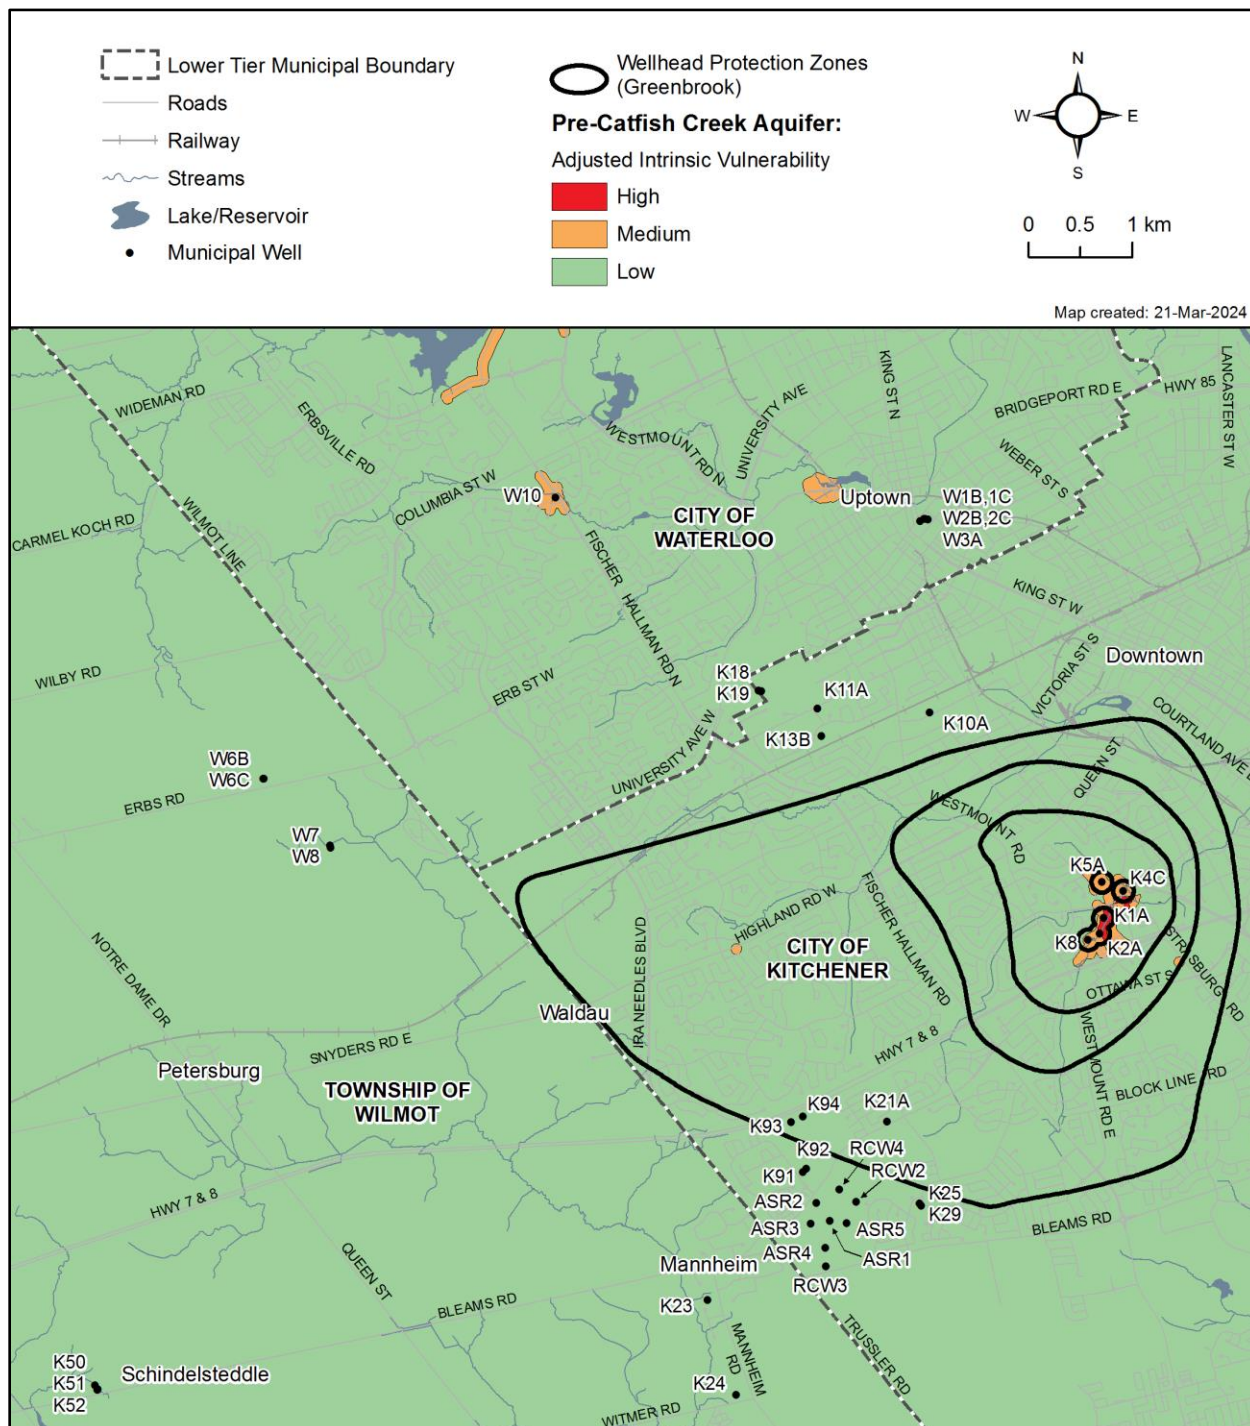 Lower Tier Municipal Boundary
Roads
Railway
Streams
Lake/Reservoir
Municipal Well
Wellhead Protection Zones
(Greenbrook)
Pre-Catfish Creek Aquifer:
Adjusted Intrinsic Vulnerability
High
Medium
Low
N
W
E
S
0 0.5 1 km
Map created: 21-Mar-2024
WIDEMAN RD
ERBSVILLE RD
WESTMOUNT RD N
UNIVERSITY AVE
KING ST N
BRIDGEPORT RD E
HWY 85
LANCASTER ST W
WEBER ST S
CARMEL KOCH RD
WILMOT LINE
COLUMBIA ST W
W10
CITY OF
WATERLOO
Uptown
W1B,1C
W2B,2C
W3A
FISCHER HALLMAN RD N
KING ST W
WILBY RD
ERB ST W
K18
K19
K11A
K13B
K10A
VICTORIA ST S
Downtown
COURTLAND AVE E
UNIVERSITY AVE W
W6B
W6C
ERBS RD
W7
W8
QUEEN ST
WESTMOUNT RD
K5A
K4C
K1A
K8
K2A
STRASBURG RD
OTTAWA ST S
HIGHLAND RD W
FISCHER HALLMAN RD
CITY OF
KITCHENER
IRA NEEDLES BLVD
NOTRE DAME DR
Waldau
SNYDERS RD E
Petersburg
TOWNSHIP OF
WILMOT
HWY 7 & 8
WESTMOUNT RD E
BLOCK LINE RD
K94
K93
K21A
K92
RCW4
K91
RCW2
HWY 7 & 8
ASR2
K25
K29
ASR3
ASR5
BLEAMS RD
ASR4
ASR1
Mannheim
RCW3
QUEEN ST
K23
BLEAMS RD
MANNHEIM RD
TRUSSLER RD
K50
K51
K52
Schindelsteddle
K24
WITMER RD